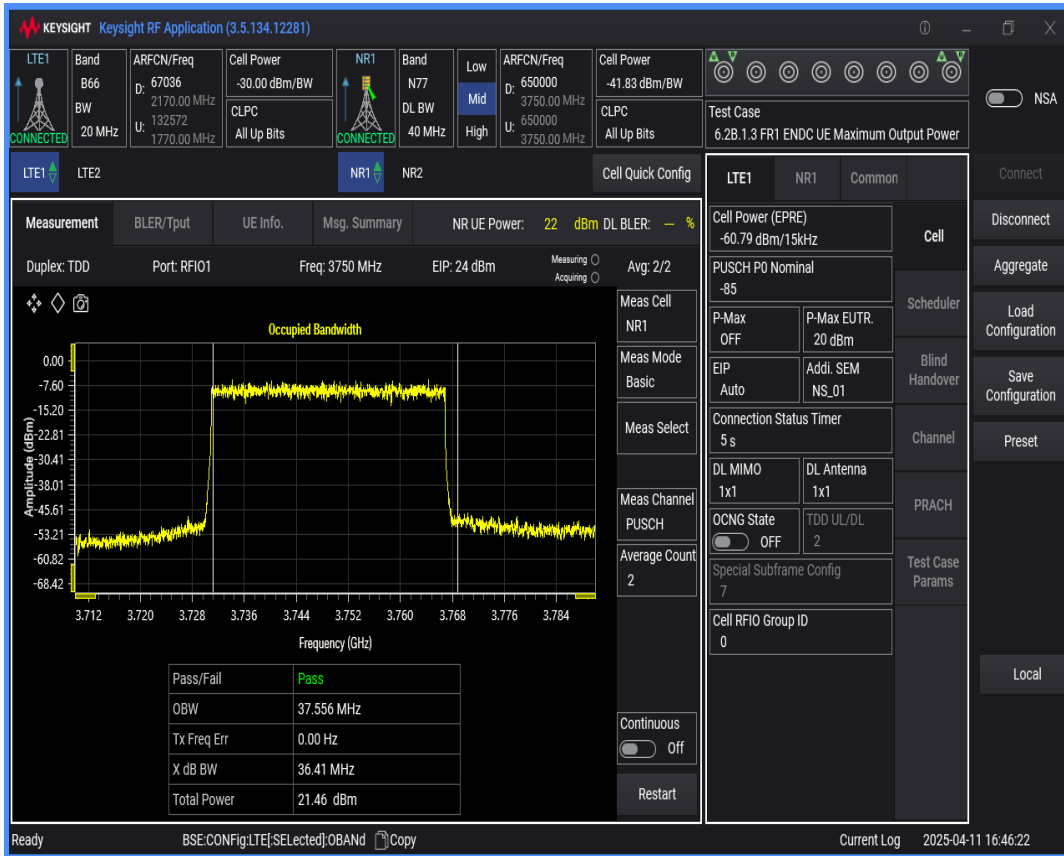 KEYSIGHT Keysight RF Application (3.5.134.12281)
LTE1
CONNECTED
Band
B66
BW
20 MHz
ARFCN/Freq
D: 67036
2170.00 MHz
U: 132572
1770.00 MHz
Cell Power
-30.00 dBm/BW
CLPC
All Up Bits
NR1
CONNECTED
Band
N77
DL BW
40 MHz
Low
Mid
High
ARFCN/Freq
D: 650000
3750.00 MHz
U: 650000
3750.00 MHz
Cell Power
-41.83 dBm/BW
CLPC
All Up Bits
Test Case
6.2B.1.3 FR1 ENDC UE Maximum Output Power
NSA
LTE1 LTE2 NR1 NR2 Cell Quick Config
Measurement BLER/Tput UE Info. Msg. Summary NR UE Power: 22 dBm DL BLER: — %
Duplex: TDD Port: RFIO1 Freq: 3750 MHz EIP: 24 dBm Measuring Acquiring Avg: 2/2
Occupied Bandwidth
Amplitude (dBm)
0.00
-7.60
-15.20
-22.81
-30.41
-38.01
-45.61
-53.21
-60.82
-68.42
3.712 3.720 3.728 3.736 3.744 3.752 3.760 3.768 3.776 3.784
Frequency (GHz)
Pass/Fail Pass
OBW 37.556 MHz
Tx Freq Err 0.00 Hz
X dB BW 36.41 MHz
Total Power 21.46 dBm
Meas Cell
NR1
Meas Mode
Basic
Meas Select
Meas Channel
PUSCH
Average Count
2
Continuous
Off
Restart
LTE1 NR1 Common
Cell Power (EPRE)
-60.79 dBm/15kHz
PUSCH P0 Nominal
-85
P-Max
OFF
P-Max EUTR.
20 dBm
EIP
Auto
Addi. SEM
NS_01
Connection Status Timer
5 s
DL MIMO
1x1
DL Antenna
1x1
OCNG State
OFF
TDD UL/DL
2
Special Subframe Config
7
Cell RFIO Group ID
0
Cell
Scheduler
Blind
Handover
Channel
PRACH
Test Case
Params
Connect
Disconnect
Aggregate
Load
Configuration
Save
Configuration
Preset
Local
Ready BSE:CONFig:LTE[:SELected]:OBANd Copy Current Log 2025-04-11 16:46:22